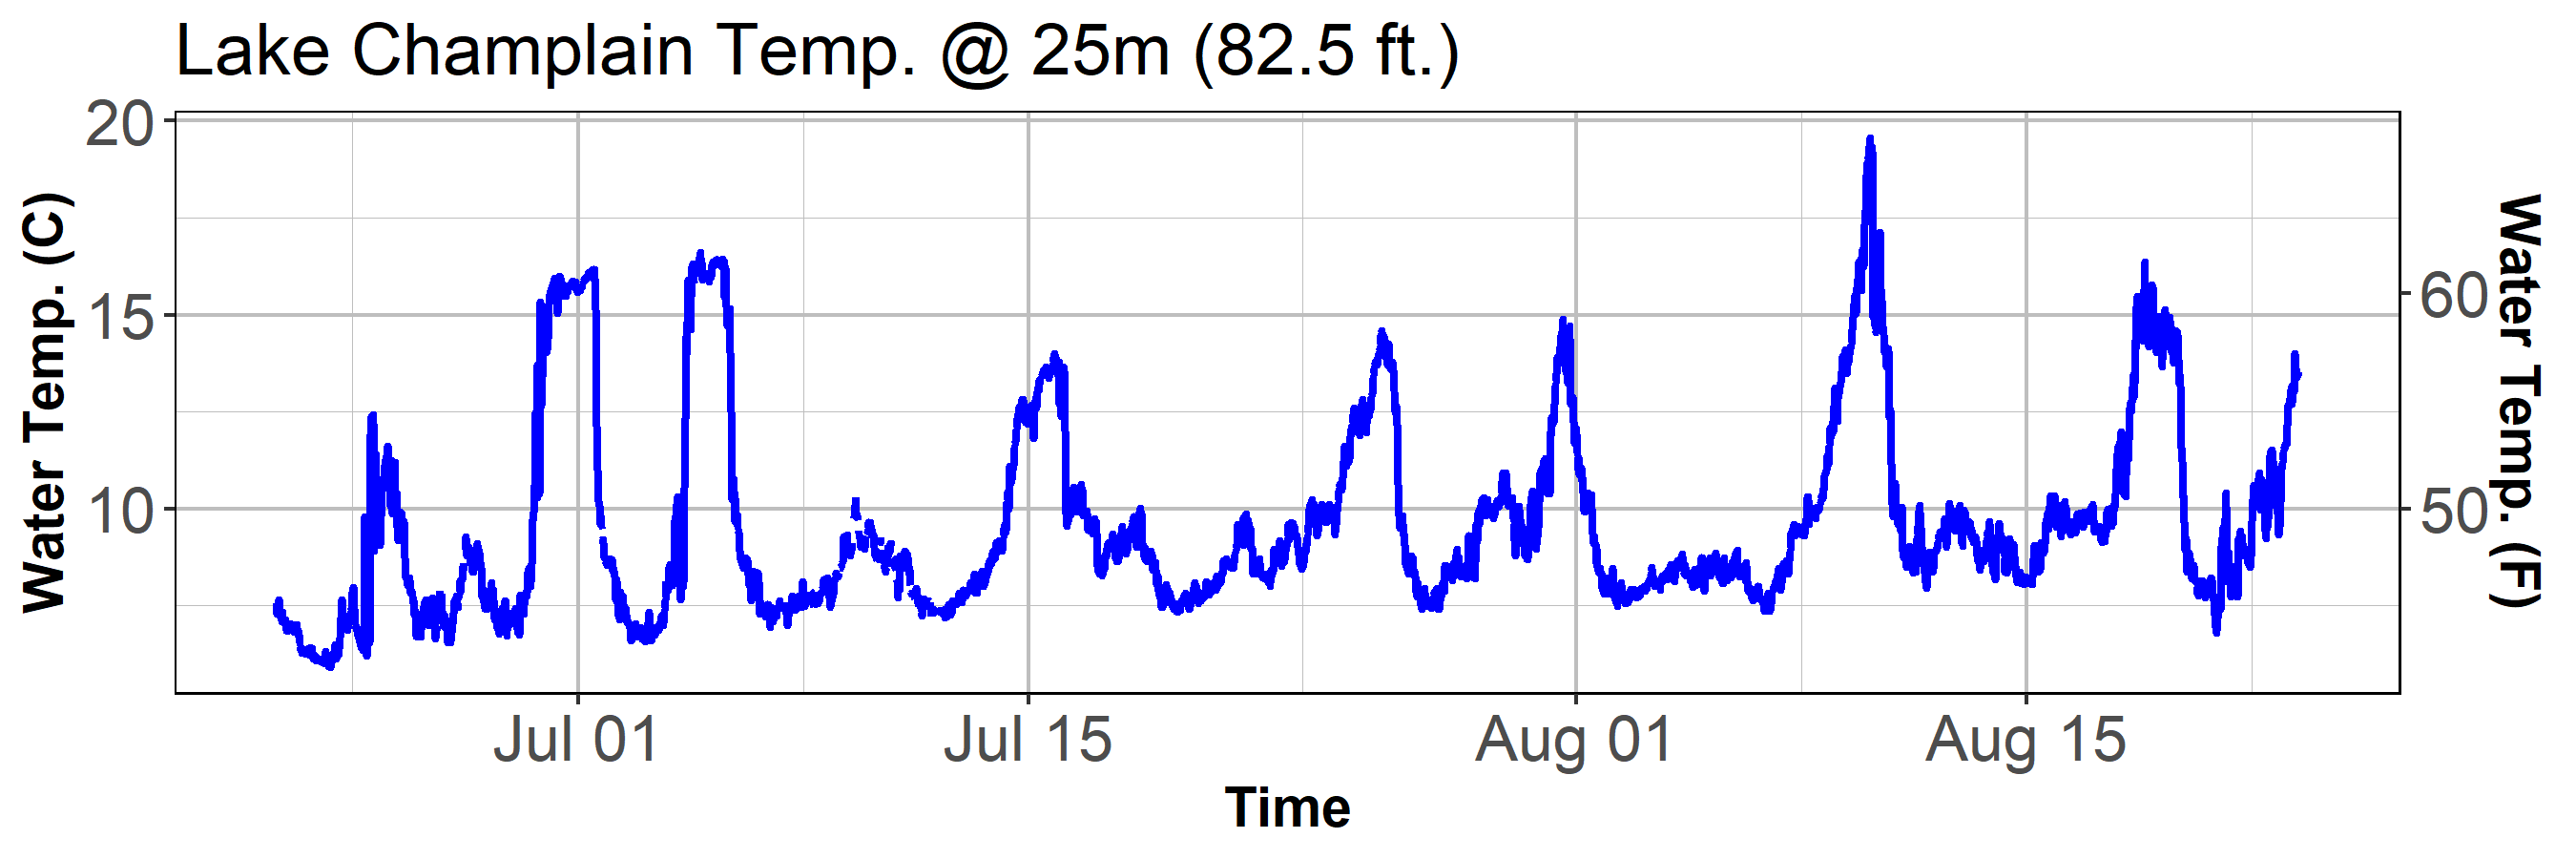 Lake Champlain Temp. @ 25m (82.5 ft.)
Water Temp. (C)
20
15
10
60
50
Water Temp. (F)
Jul 01
Jul 15
Aug 01
Aug 15
Time